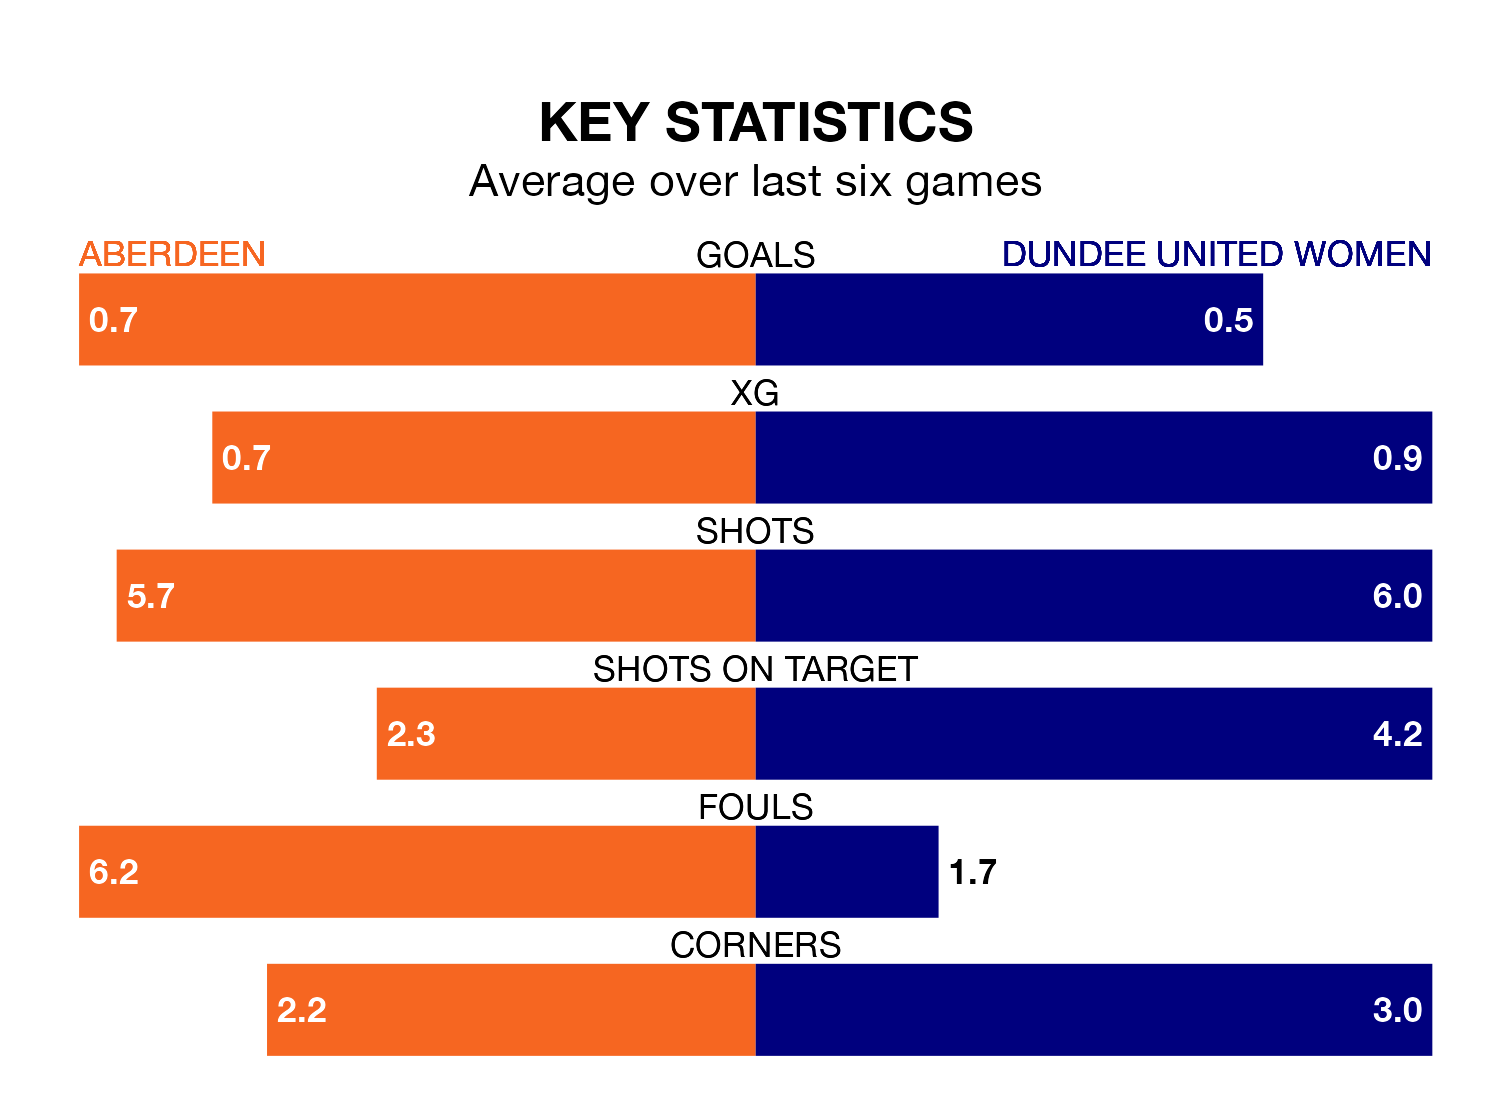 KEY STATISTICS
Average over last six games
ABERDEEN GOALS DUNDEE UNITED WOMEN
0.7 0.5
XG
0.7 0.9
SHOTS
5.7 6.0
SHOTS ON TARGET
2.3 4.2
FOULS
6.2 1.7
CORNERS
2.2 3.0